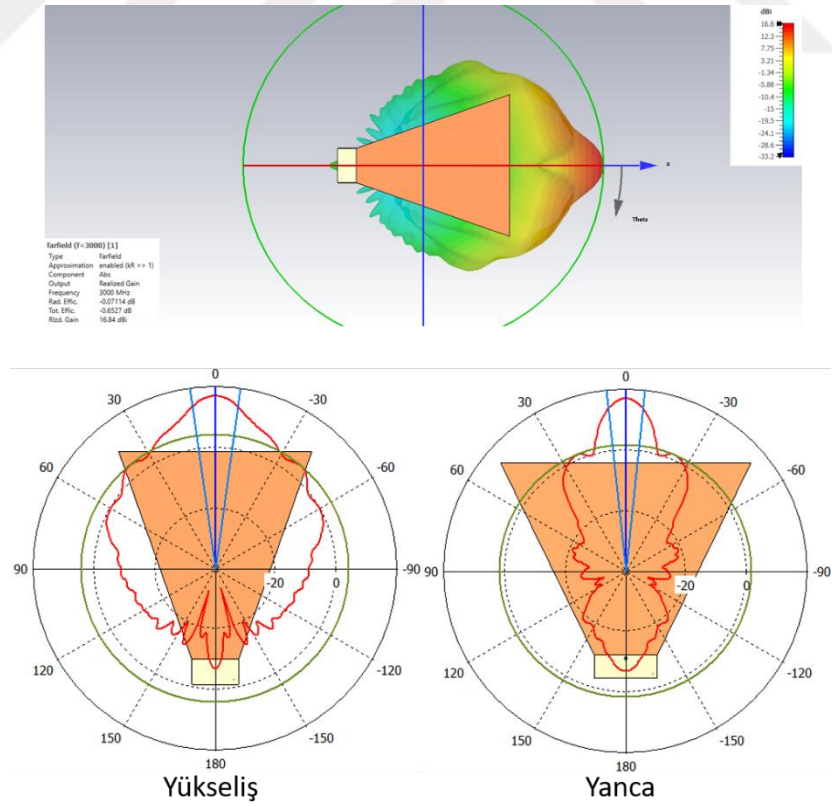 dBi
16.8
12.3
7.75
3.21
-1.34
-5.88
-10.4
-15
-19.5
-24.1
-28.6
-33.2
z
Theta
farfield (f=3000) [1]
Type Farfield
Approximation enabled (kR >> 1)
Component Abs
Output Realized Gain
Frequency 3000 MHz
Rad. Effic. -0.07114 dB
Tot. Effic. -0.6527 dB
Rlzd. Gain 16.84 dBi
0
30 -30
60 -60
90 -20 0 -90
120 -120
150 -150
180
Yükseliş
0
30 -30
60 -60
90 -20 0 -90
120 -120
150 -150
180
Yanca